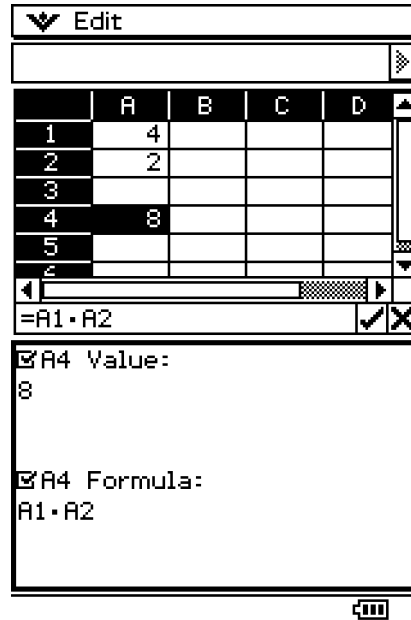 Edit
A B C D
1 4
2 2
3
4 8
5
=A1·A2
A4 Value:
8
A4 Formula:
A1·A2